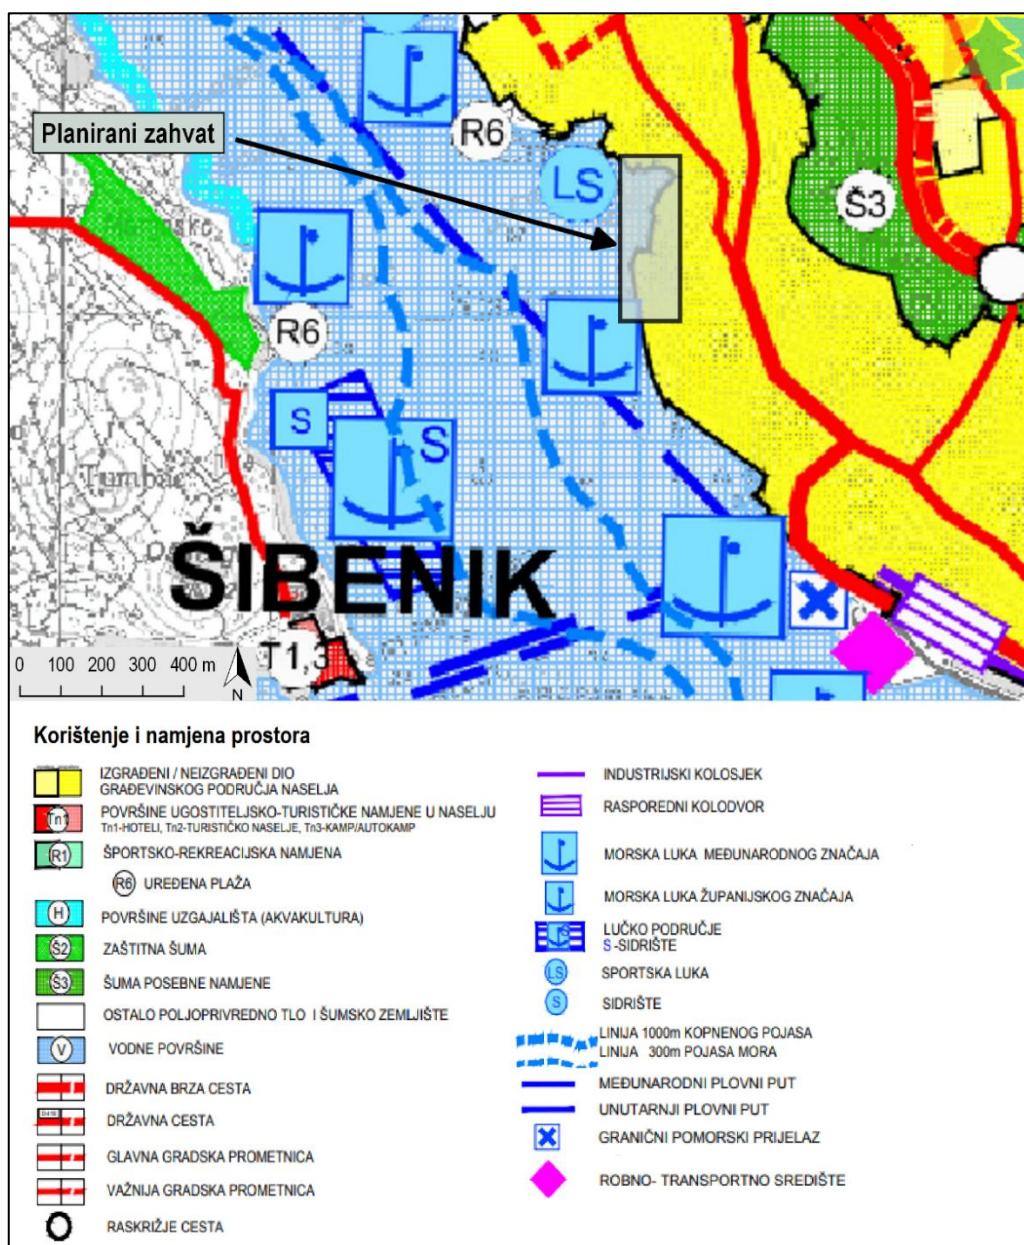 R6
Planirani zahvat
LS
Š3
R6
S
S
ŠIBENIK
T1,3
0 100 200 300 400 m
N
Korištenje i namjena prostora
IZGRAĐENI / NEIZGRAĐENI DIO
GRAĐEVINSKOG PODRUČJA NASELJA
Tn1
POVRŠINE UGOSTITELJSKO-TURISTIČKE NAMJENE U NASELJU
Tn1-HOTELI, Tn2-TURISTIČKO NASELJE, Tn3-KAMP/AUTOKAMP
R1 ŠPORTSKO-REKREACIJSKA NAMJENA
R6 UREĐENA PLAŽA
H POVRŠINE UZGAJALIŠTA (AKVAKULTURA)
Š2 ZAŠTITNA ŠUMA
Š3 ŠUMA POSEBNE NAMJENE
OSTALO POLJOPRIVREDNO TLO I ŠUMSKO ZEMLJIŠTE
V VODNE POVRŠINE
DRŽAVNA BRZA CESTA
DRŽAVNA CESTA
GLAVNA GRADSKA PROMETNICA
VAŽNIJA GRADSKA PROMETNICA
RASKRIŽJE CESTA
INDUSTRIJSKI KOLOSJEK
RASPOREDNI KOLODVOR
MORSKA LUKA MEĐUNARODNOG ZNAČAJA
MORSKA LUKA ŽUPANIJSKOG ZNAČAJA
S LUČKO PODRUČJE
S -SIDRIŠTE
LS SPORTSKA LUKA
S SIDRIŠTE
LINIJA 1000m KOPNENOG POJASA
LINIJA 300m POJASA MORA
MEĐUNARODNI PLOVNI PUT
UNUTARNJI PLOVNI PUT
GRANIČNI POMORSKI PRIJELAZ
ROBNO- TRANSPORTNO SREDIŠTE